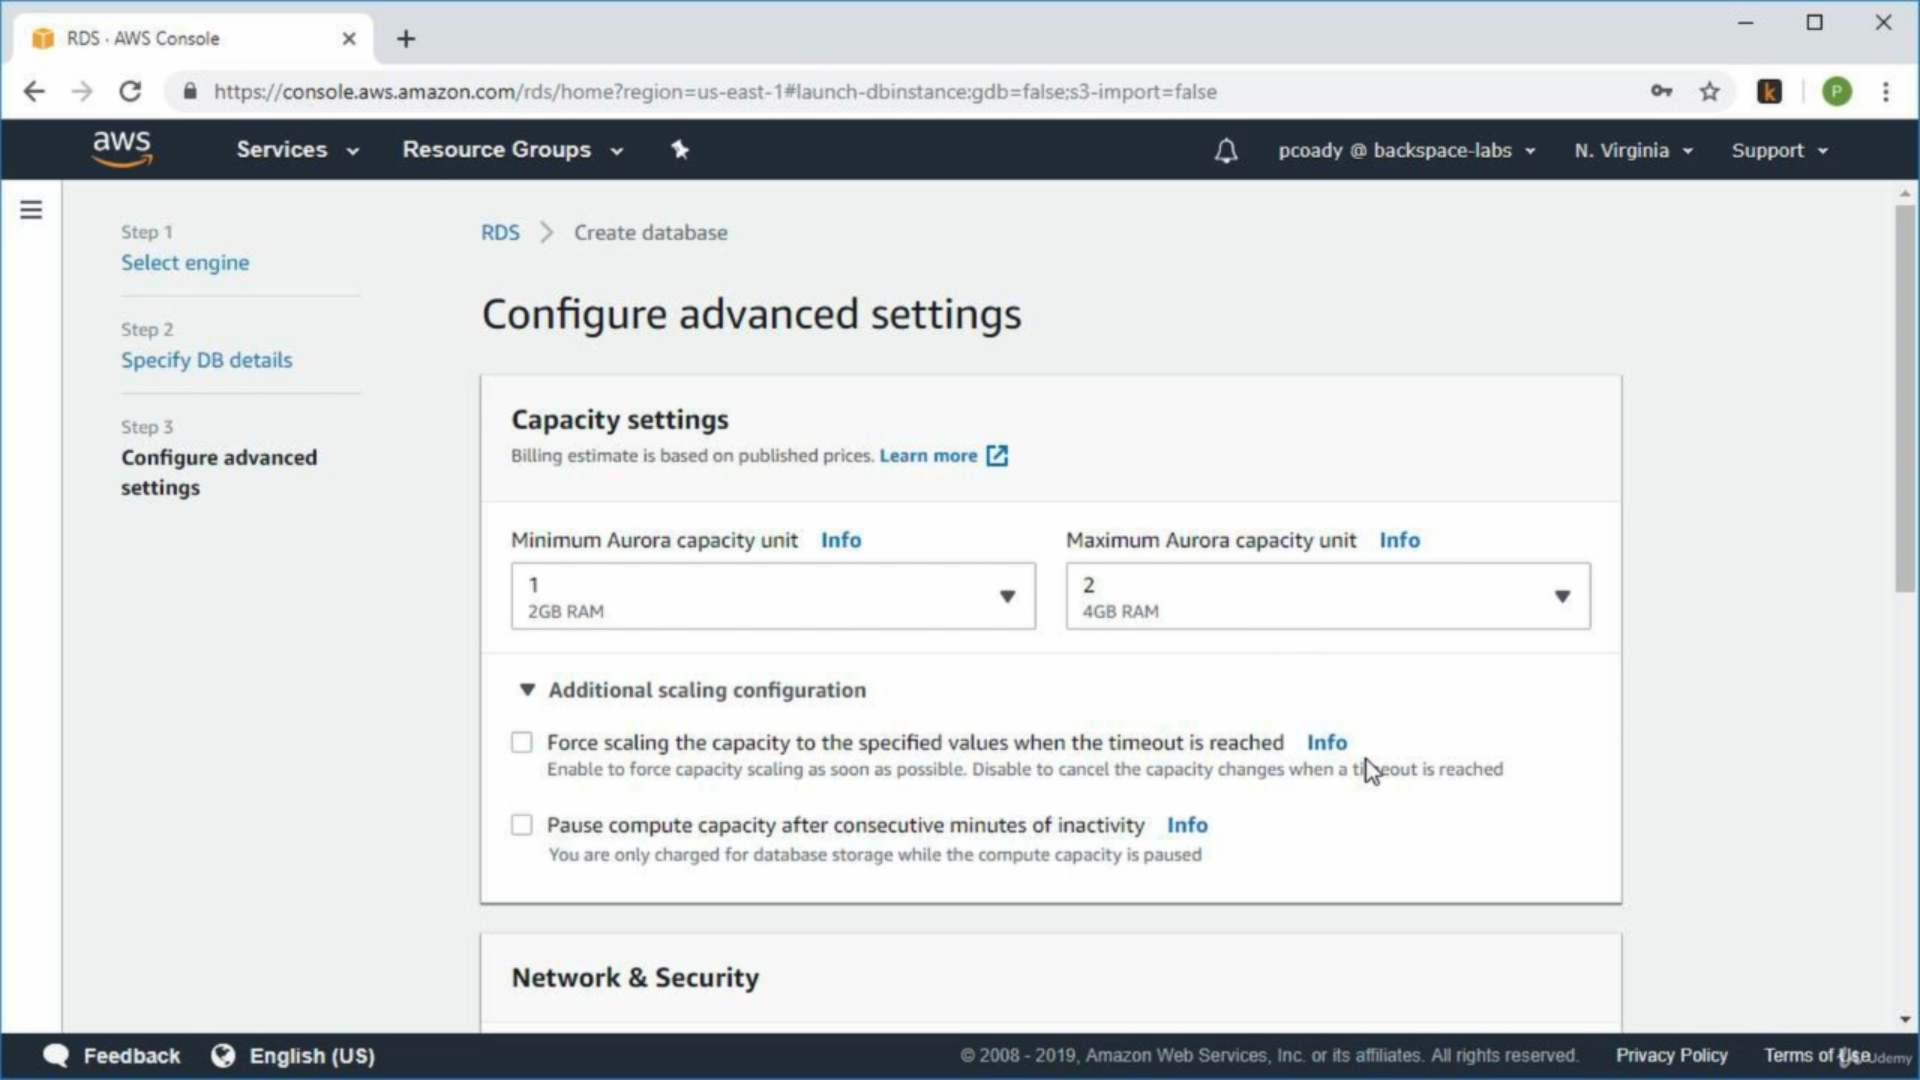 RDS · AWS Console
https://console.aws.amazon.com/rds/home?region=us-east-1#launch-dbinstance:gdb=false;s3-import=false
k
P
aws
Services
Resource Groups
pcoady @ backspace-labs
N. Virginia
Support
Step 1
Select engine
Step 2
Specify DB details
Step 3
Configure advanced
settings
RDS > Create database
Configure advanced settings
Capacity settings
Billing estimate is based on published prices. Learn more
Minimum Aurora capacity unit Info
1
2GB RAM
Maximum Aurora capacity unit Info
2
4GB RAM
Additional scaling configuration
Force scaling the capacity to the specified values when the timeout is reached Info
Enable to force capacity scaling as soon as possible. Disable to cancel the capacity changes when a timeout is reached
Pause compute capacity after consecutive minutes of inactivity Info
You are only charged for database storage while the compute capacity is paused
Network & Security
Feedback
English (US)
© 2008 - 2019, Amazon Web Services, Inc. or its affiliates. All rights reserved.
Privacy Policy
Terms of Use
Udemy